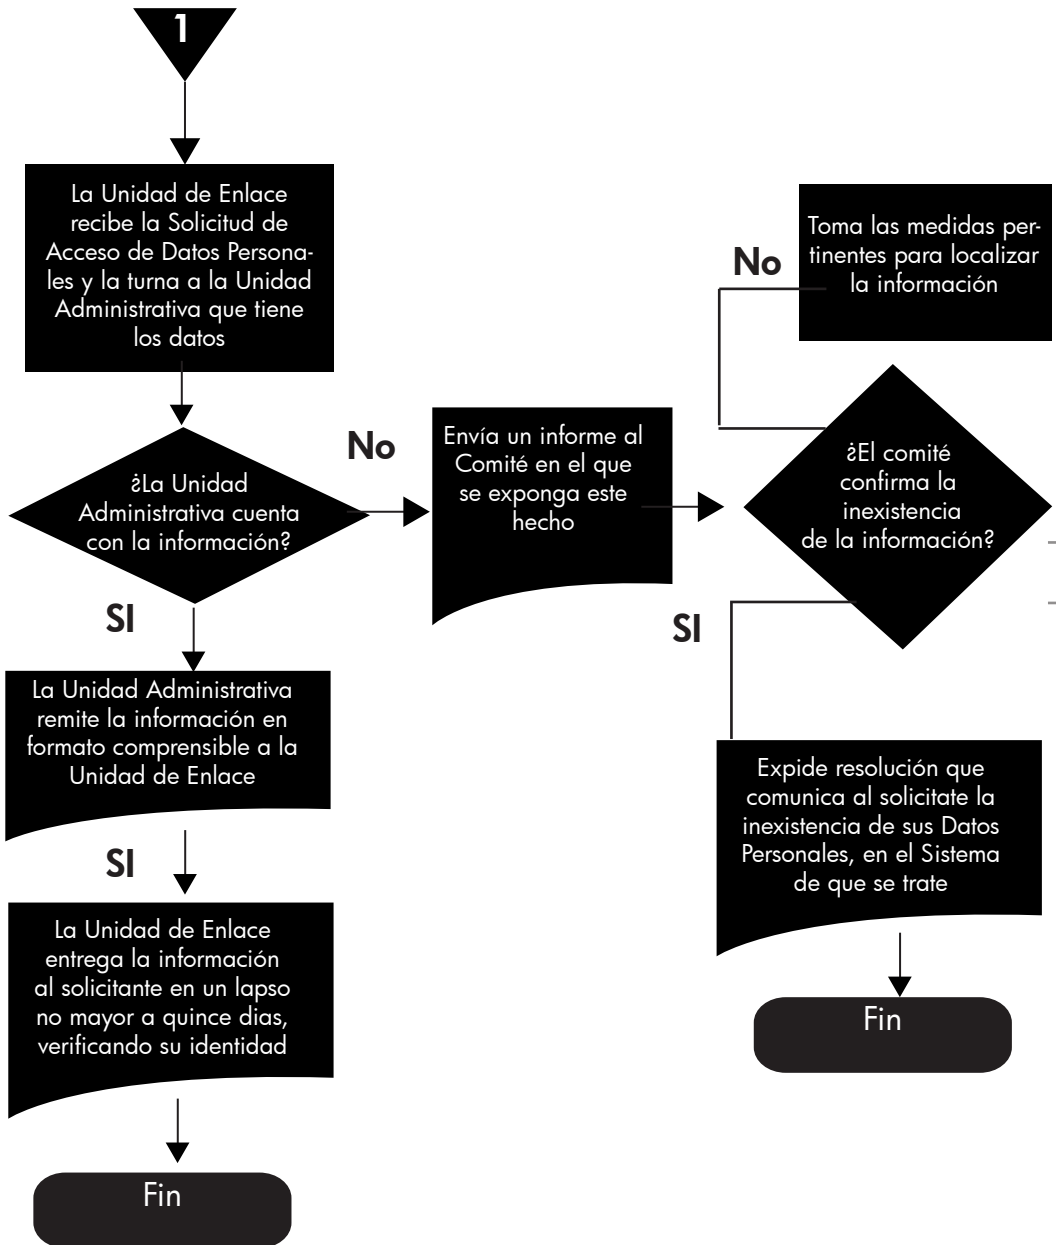 1
La Unidad de Enlace
recibe la Solicitud de
Acceso de Datos Persona-
les y la turna a la Unidad
Administrativa que tiene
los datos
¿La Unidad
Administrativa cuenta
con la información?
No
Envía un informe al
Comité en el que
se exponga este
hecho
No
Toma las medidas per-
tinentes para localizar
la información
¿El comité
confirma la
inexistencia
de la información?
SI
La Unidad Administrativa
remite la información en
formato comprensible a la
Unidad de Enlace
SI
La Unidad de Enlace
entrega la información
al solicitante en un lapso
no mayor a quince dias,
verificando su identidad
Fin
SI
Expide resolución que
comunica al solicitate la
inexistencia de sus Datos
Personales, en el Sistema
de que se trate
Fin